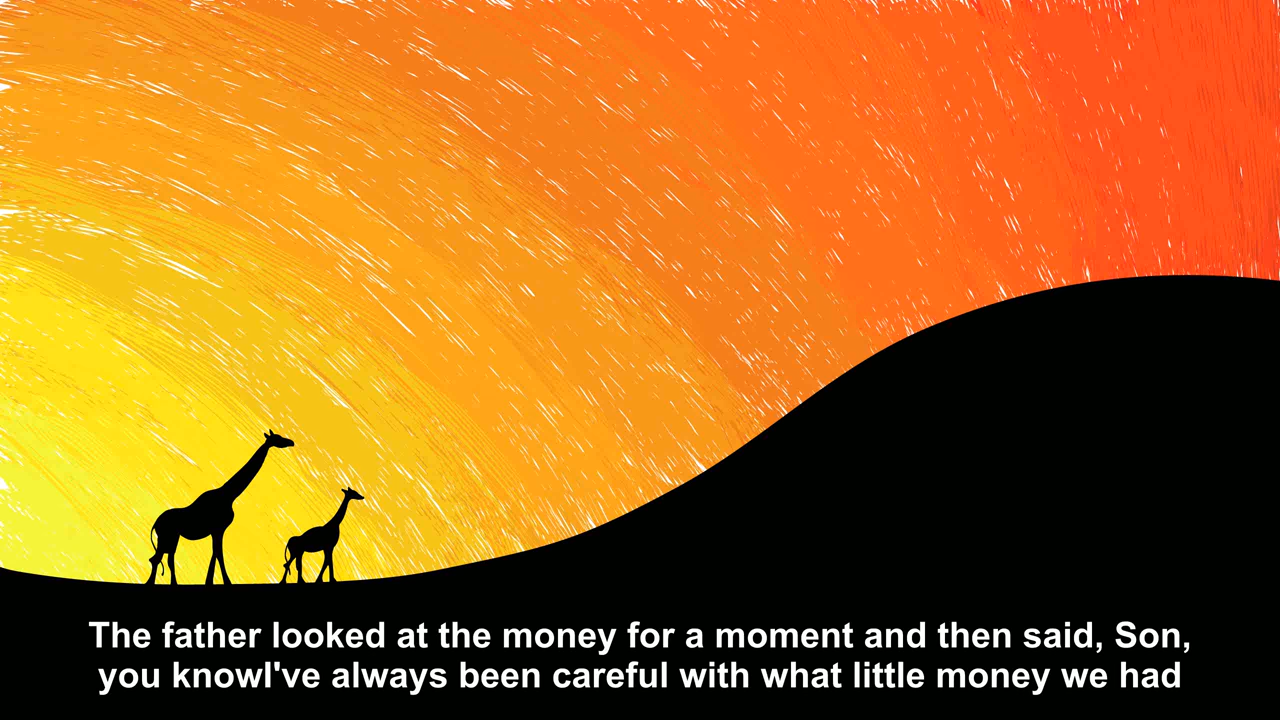 The father looked at the money for a moment and then said, Son,
you knowI've always been careful with what little money we had